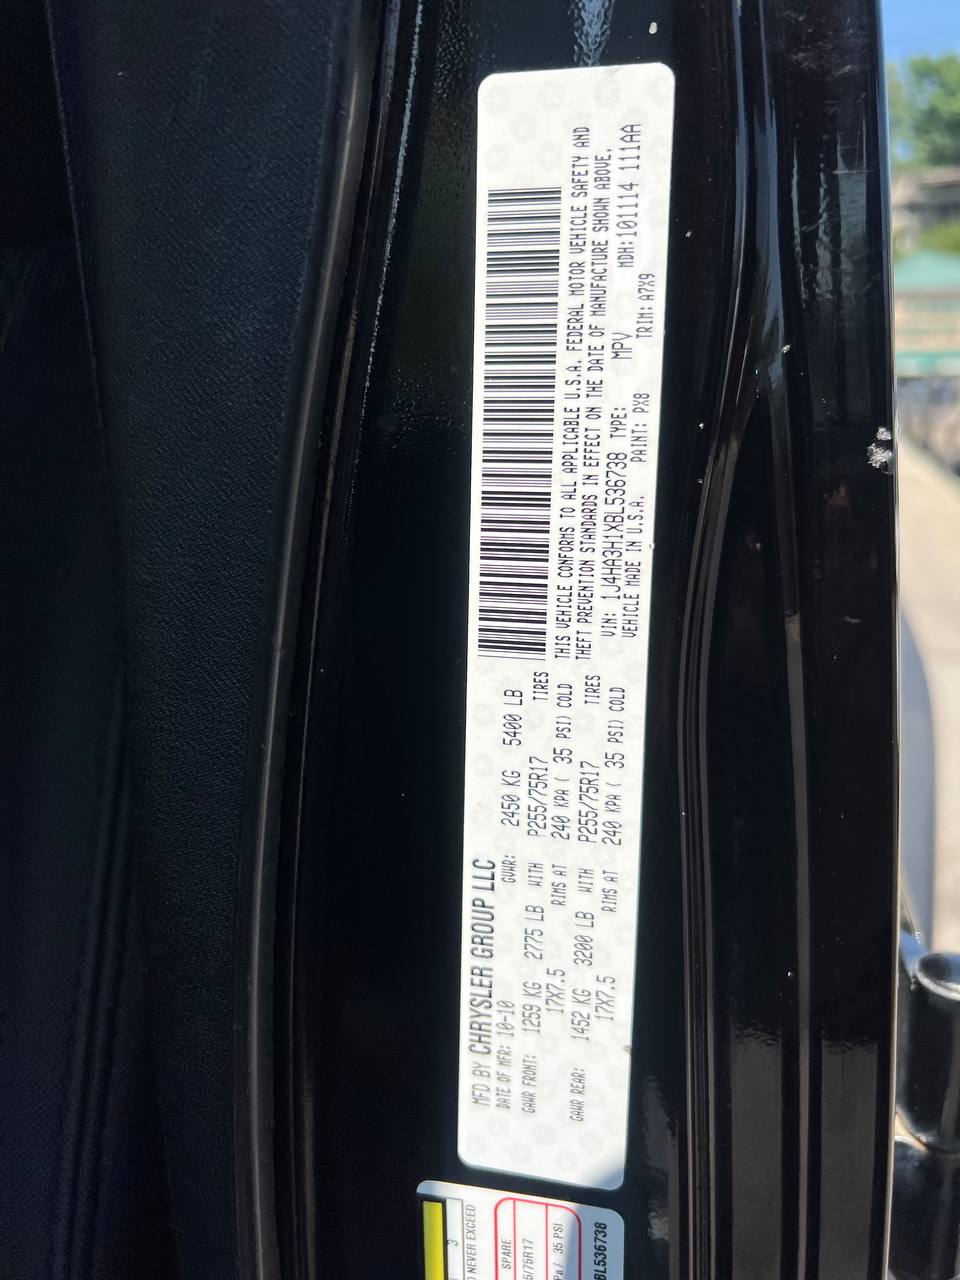 MFD BY CHRYSLER GROUP LLC
DATE OF MFR: 10-10 GVWR: 2450 KG 5400 LB
GAWR FRONT: 1259 KG 2775 LB WITH P255/75R17 TIRES
17X7.5 RIMS AT 240 KPA ( 35 PSI) COLD
GAWR REAR: 1452 KG 3200 LB WITH P255/75R17 TIRES
17X7.5 RIMS AT 240 KPA ( 35 PSI) COLD
THIS VEHICLE CONFORMS TO ALL APPLICABLE U.S.A. FEDERAL MOTOR VEHICLE SAFETY AND
THEFT PREVENTION STANDARDS IN EFFECT ON THE DATE OF MANUFACTURE SHOWN ABOVE.
VIN: 1J4HA3H1XBL536738 TYPE: MPV MDH:101114 111AA
VEHICLE MADE IN U.S.A. PAINT: PX8 TRIM: A7X9
3
NEVER EXCEED
SPARE
5/75R17
Pa / 35 PSI
BL536738